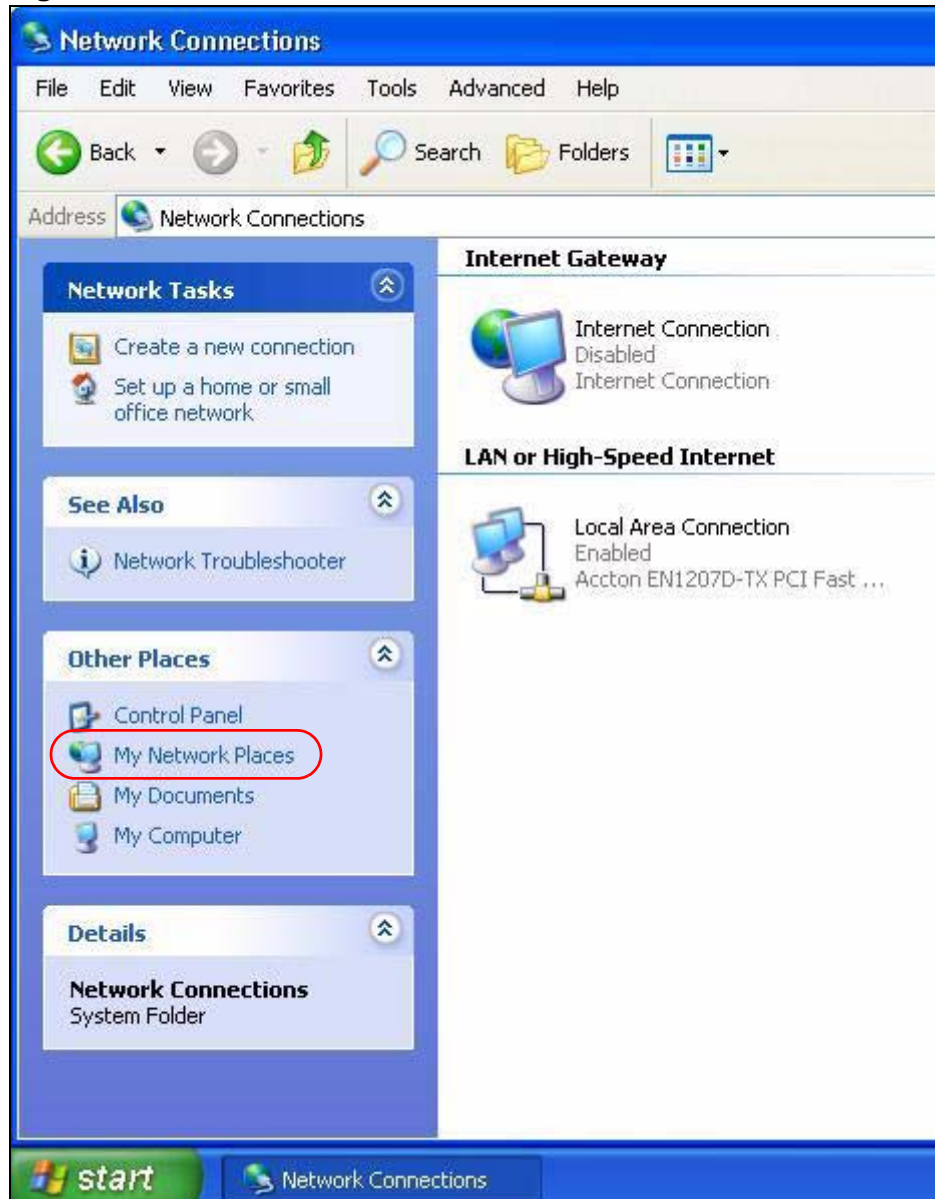 Network Connections
File Edit View Favorites Tools Advanced Help
Back Search Folders
Address Network Connections
Network Tasks
Create a new connection
Set up a home or small
office network
See Also
Network Troubleshooter
Other Places
Control Panel
My Network Places
My Documents
My Computer
Details
Network Connections
System Folder
Internet Gateway
Internet Connection
Disabled
Internet Connection
LAN or High-Speed Internet
Local Area Connection
Enabled
Accton EN1207D-TX PCI Fast ...
start Network Connections